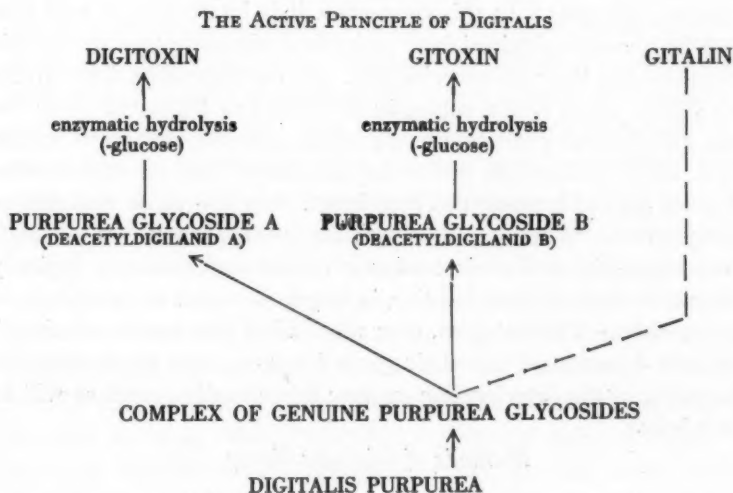 THE ACTIVE PRINCIPLE OF DIGITALIS
DIGITOXIN GITOXIN GITALIN
enzymatic hydrolysis enzymatic hydrolysis
(-glucose) (-glucose)
PURPUREA GLYCOSIDE A PURPUREA GLYCOSIDE B
(DEACETYLDIGILANID A) (DEACETYLDIGILANID B)
COMPLEX OF GENUINE PURPUREA GLYCOSIDES
DIGITALIS PURPUREA